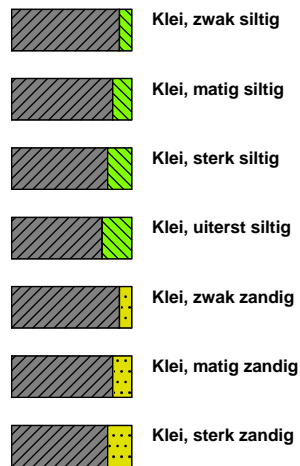 Klei, zwak siltig
Klei, matig siltig
Klei, sterk siltig
Klei, uiterst siltig
Klei, zwak zandig
Klei, matig zandig
Klei, sterk zandig